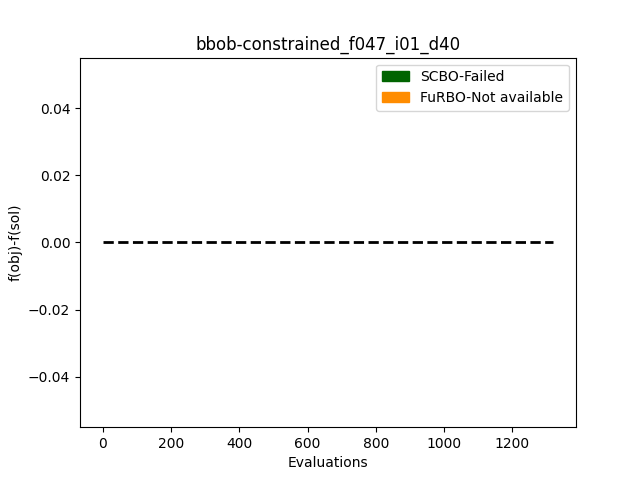 bbob-constrained_f047_i01_d40
SCBO-Failed
FuRBO-Not available
0.04
0.02
0.00
−0.02
−0.04
f(obj)-f(sol)
0
200
400
600
800
1000
1200
Evaluations